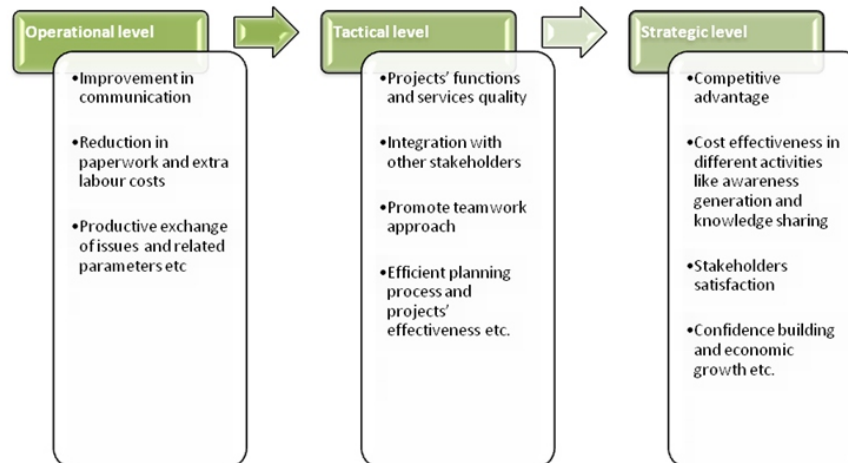 Operational level
•Improvement in
communication
•Reduction in
paperwork and extra
labour costs
•Productive exchange
of issues and related
parameters etc
Tactical level
•Projects' functions
and services quality
•Integration with
other stakeholders
•Promote teamwork
approach
•Efficient planning
process and
projects'
effectiveness etc.
Strategic level
•Competitive
advantage
•Cost effectiveness in
different activities
like awareness
generation and
knowledge sharing
•Stakeholders
satisfaction
•Confidence building
and economic
growth etc.